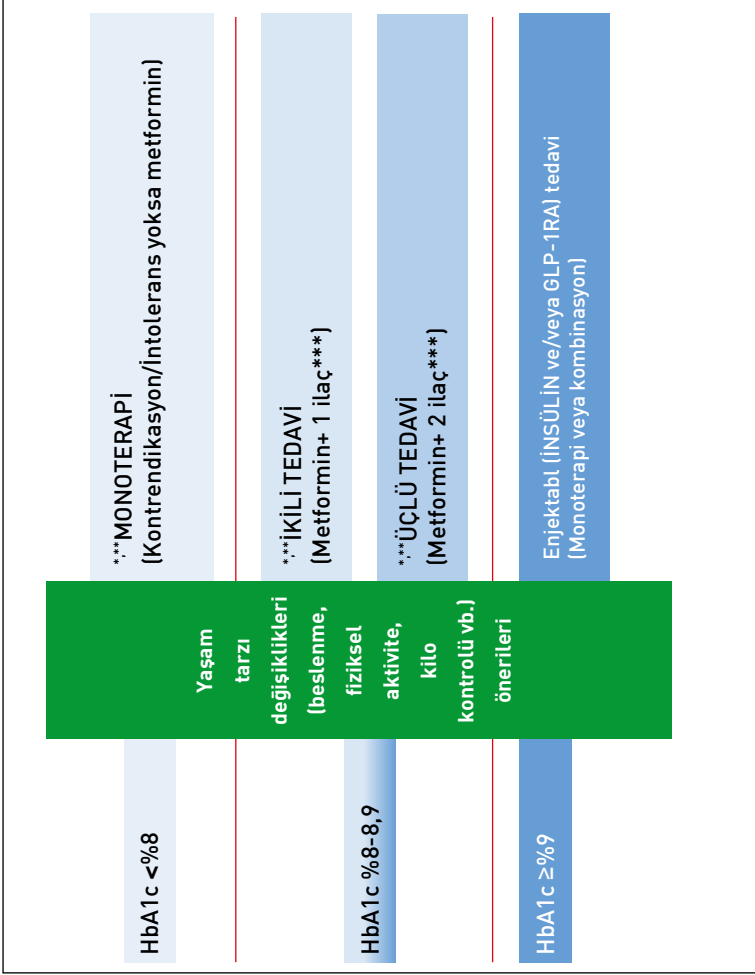 HbA1c <%8
HbA1c %8-8,9
HbA1c ≥%9
Yaşam
tarzı
değişiklikleri
(beslenme,
fiziksel
aktivite,
kilo
kontrolü vb.)
önerileri
*,**MONOTERAPİ
(Kontrendikasyon/İntolerans yoksa metformin)
*,**İKİLİ TEDAVİ
(Metformin+ 1 ilaç***)
*,**ÜÇLÜ TEDAVİ
(Metformin+ 2 ilaç***)
Enjektabl (İNSÜLİN ve/veya GLP-1RA) tedavi
(Monoterapi veya kombinasyon)